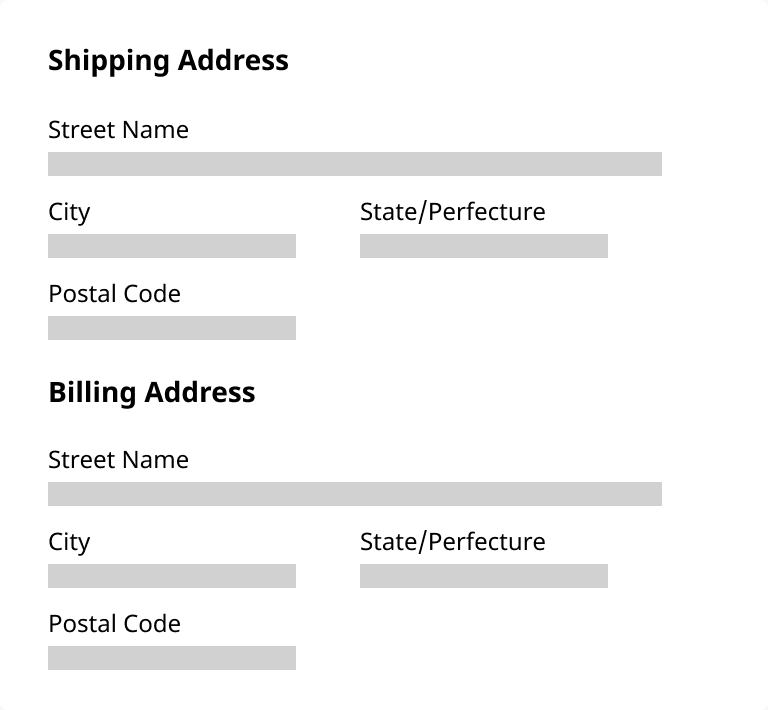 Shipping Address
Street Name
City State/Perfecture
Postal Code
Billing Address
Street Name
City State/Perfecture
Postal Code